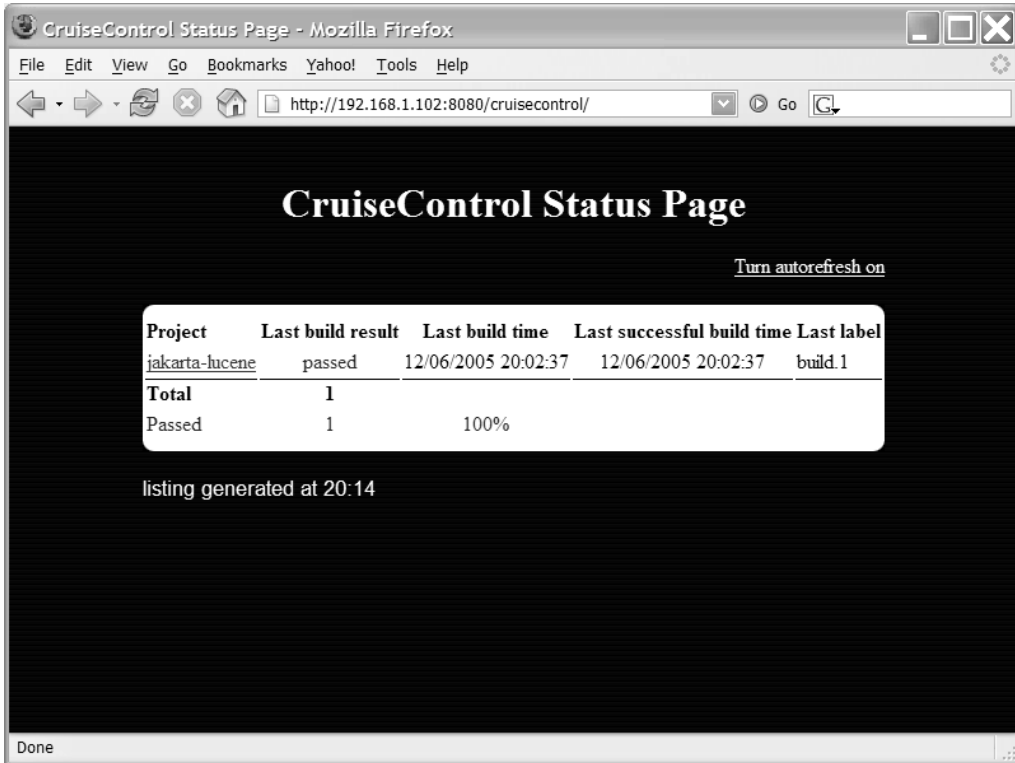 CruiseControl Status Page - Mozilla Firefox
File Edit View Go Bookmarks Yahoo! Tools Help
http://192.168.1.102:8080/cruisecontrol/ Go G
CruiseControl Status Page
Turn autorefresh on
Project Last build result Last build time Last successful build time Last label
jakarta-lucene passed 12/06/2005 20:02:37 12/06/2005 20:02:37 build.1
Total 1
Passed 1 100%
listing generated at 20:14
Done